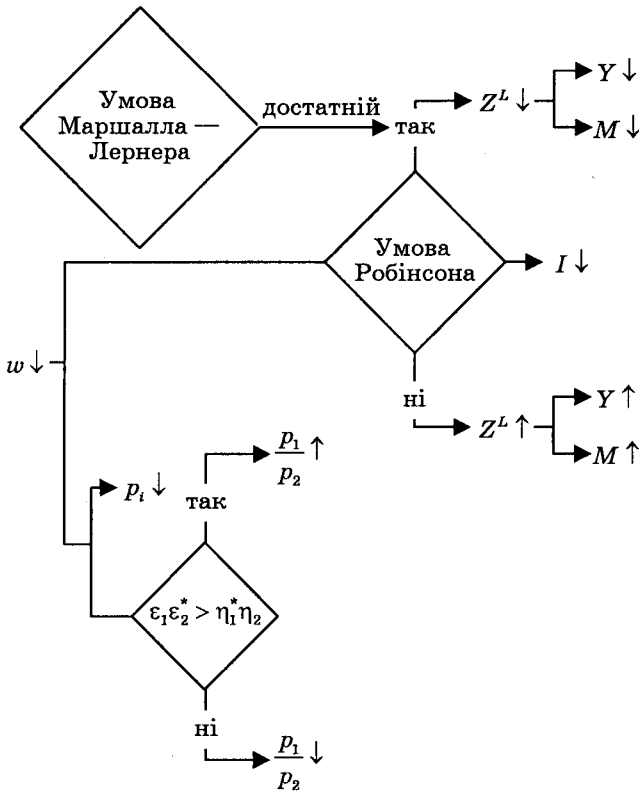 Умова
Маршалла —
Лернера
достатній
так
Z^L ↓
Y ↓
M ↓
Умова
Робінсона
I ↓
w ↓
ні
Z^L ↑
Y ↑
M ↑
p_i ↓
так
p_1
p_2
↑
ε_1ε_2^* > η_1^*η_2
ні
p_1
p_2
↓